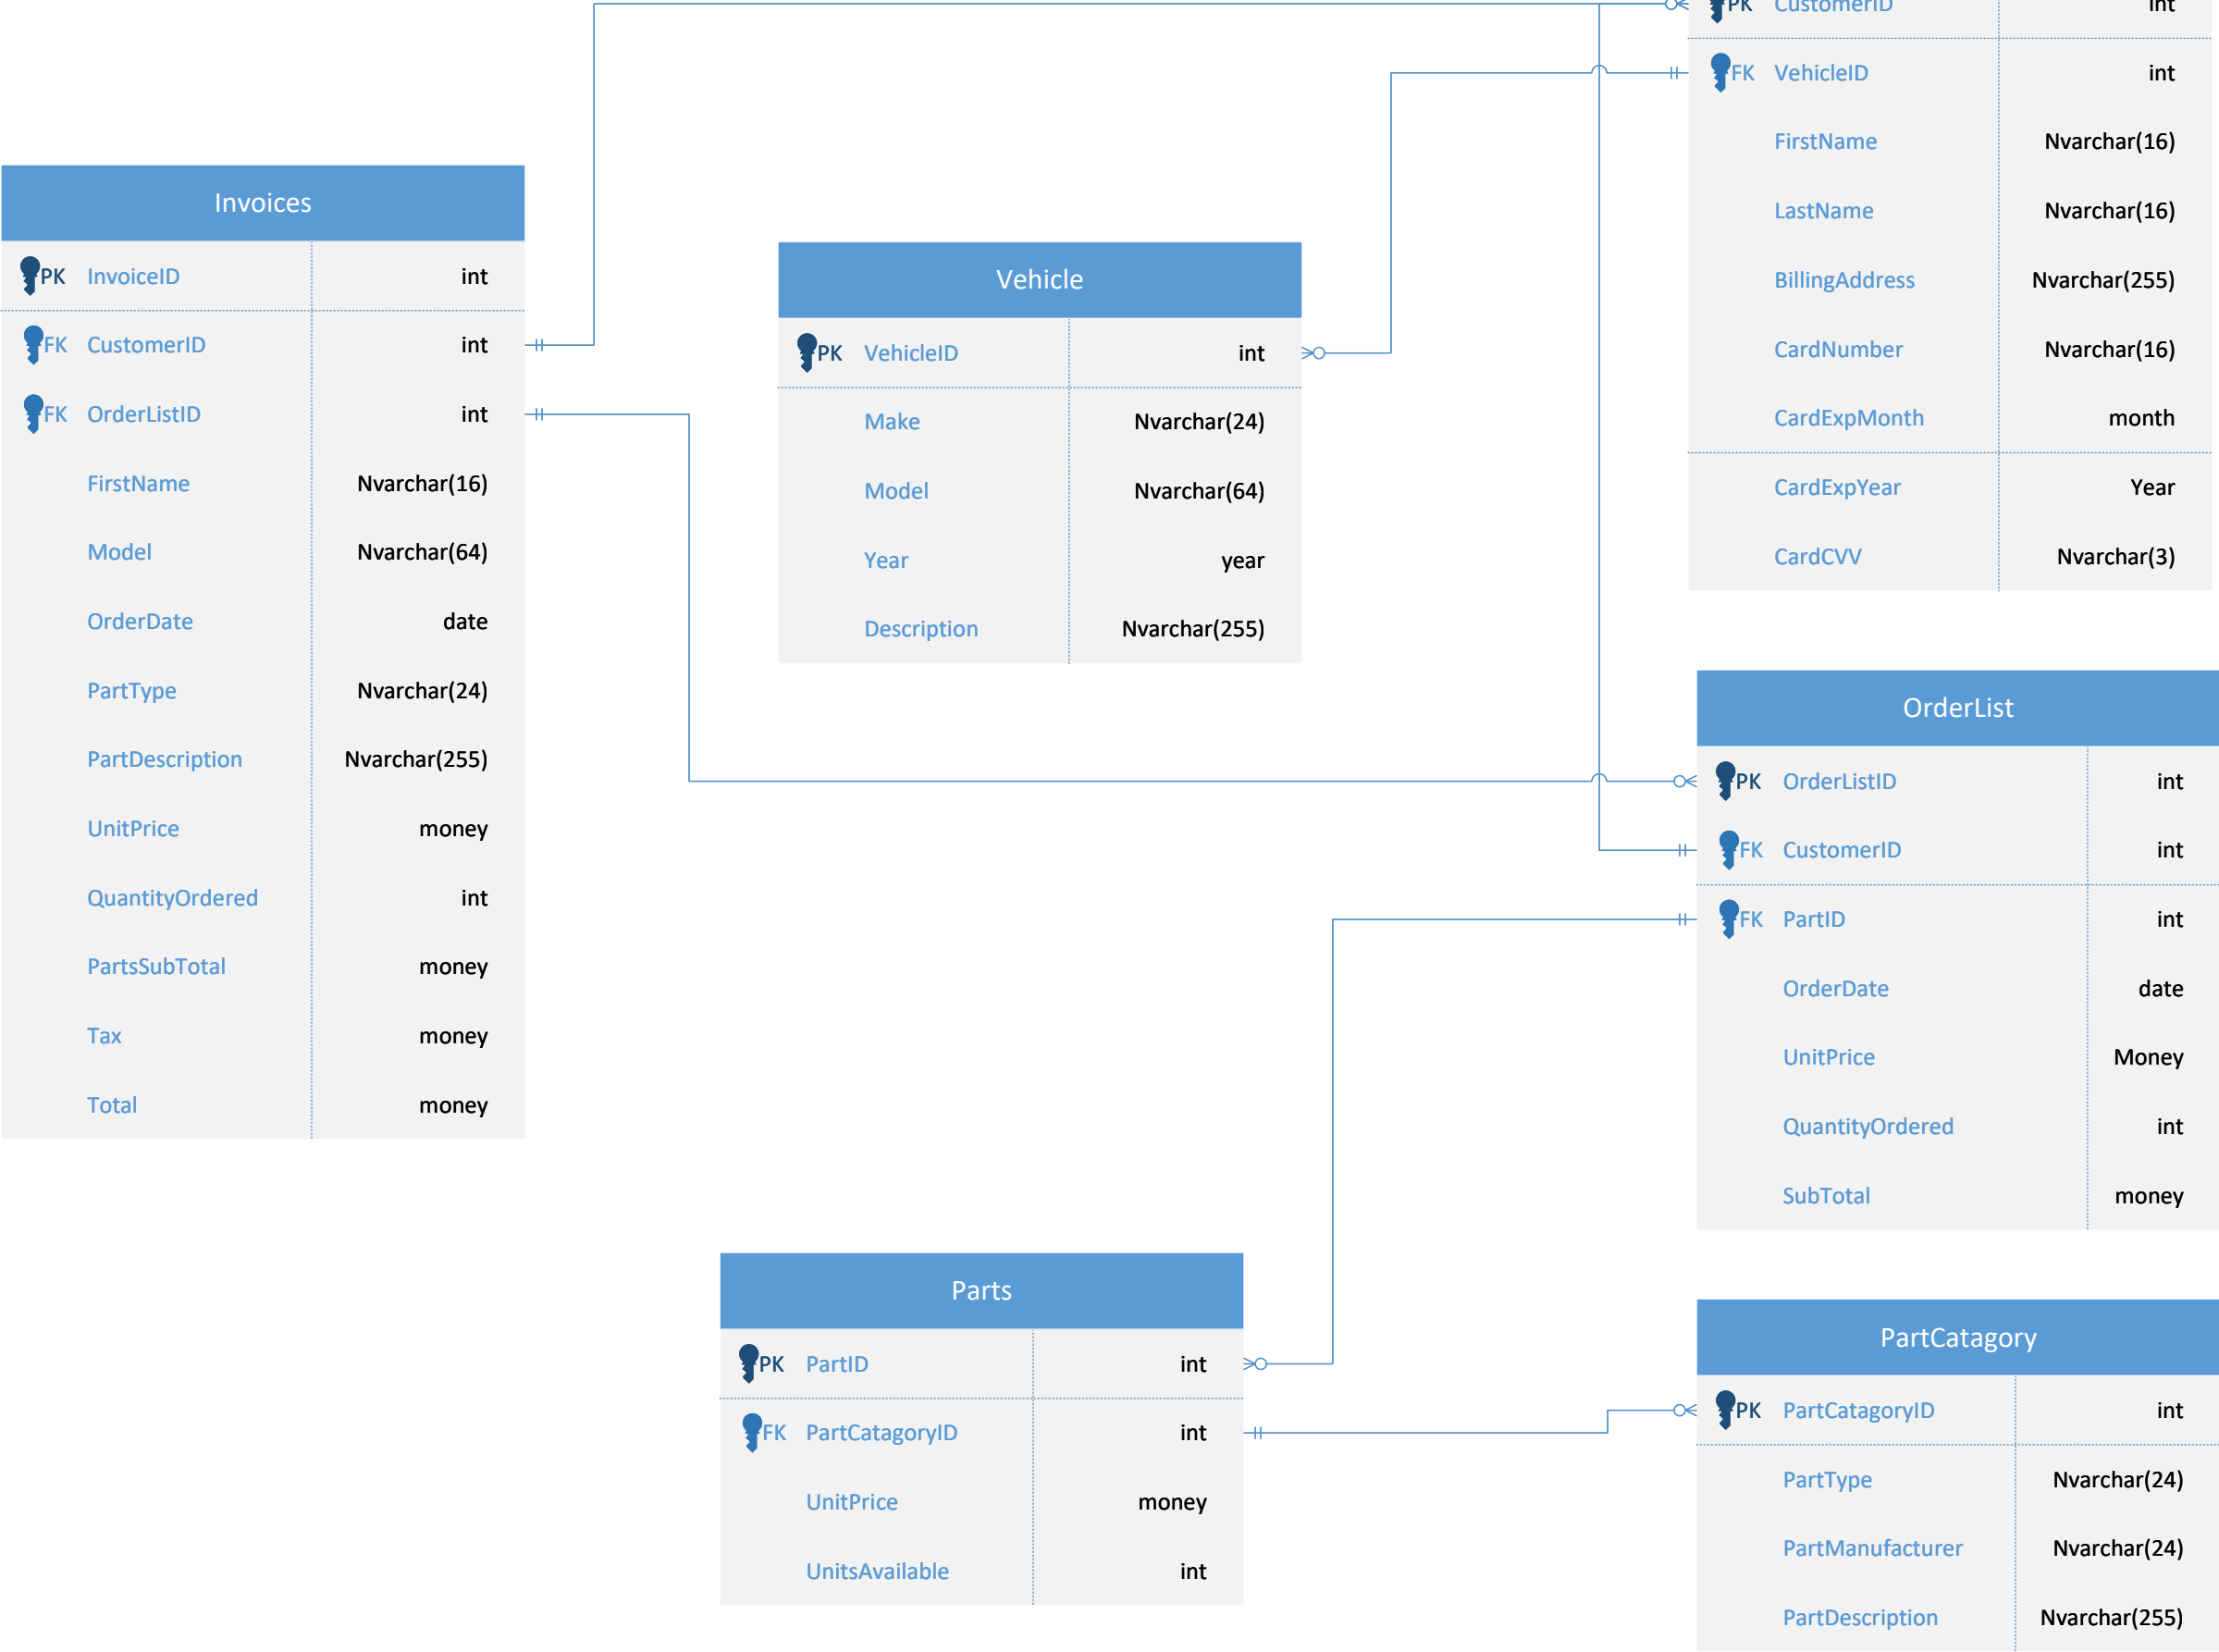 PK CustomerID int
FK VehicleID int
FirstName Nvarchar(16)
LastName Nvarchar(16)
BillingAddress Nvarchar(255)
CardNumber Nvarchar(16)
CardExpMonth month
CardExpYear Year
CardCVV Nvarchar(3)
Invoices
PK InvoiceID int
FK CustomerID int
FK OrderListID int
FirstName Nvarchar(16)
Model Nvarchar(64)
OrderDate date
PartType Nvarchar(24)
PartDescription Nvarchar(255)
UnitPrice money
QuantityOrdered int
PartsSubTotal money
Tax money
Total money
Vehicle
PK VehicleID int
Make Nvarchar(24)
Model Nvarchar(64)
Year year
Description Nvarchar(255)
OrderList
PK OrderListID int
FK CustomerID int
FK PartID int
OrderDate date
UnitPrice Money
QuantityOrdered int
SubTotal money
Parts
PK PartID int
FK PartCatagoryID int
UnitPrice money
UnitsAvailable int
PartCatagory
PK PartCatagoryID int
PartType Nvarchar(24)
PartManufacturer Nvarchar(24)
PartDescription Nvarchar(255)